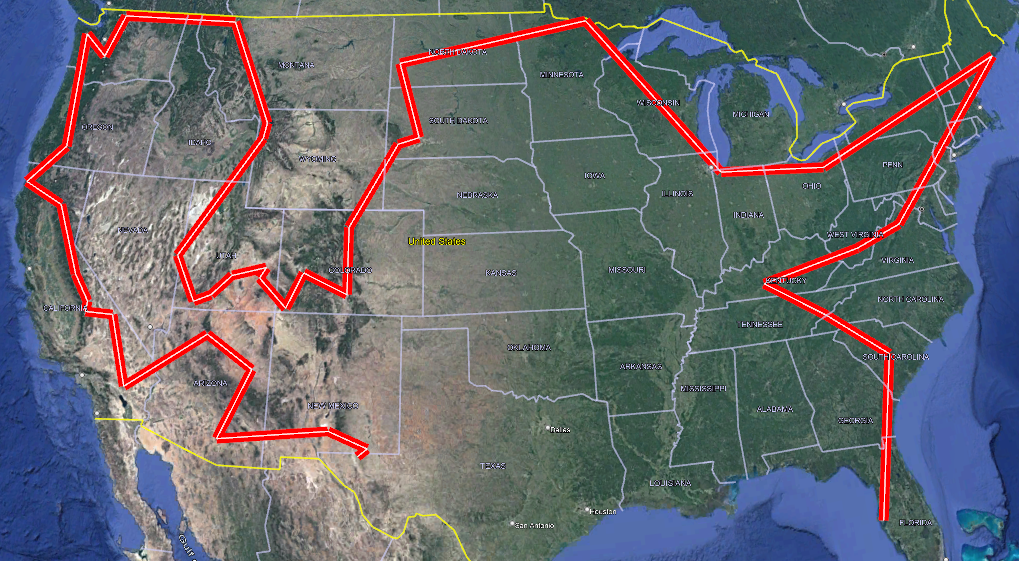 NORTH DAKOTA
MONTANA
MINNESOTA
WISCONSIN
MICHIGAN
OREGON
IDAHO
SOUTH DAKOTA
WYOMING
PENN
IOWA
OHIO
NEBRASKA
ILLINOIS
INDIANA
NEVADA
UTAH
United States
WEST VIRGINIA
COLORADO
KANSAS
MISSOURI
VIRGINIA
KENTUCKY
CALIFORNIA
NORTH CAROLINA
TENNESSEE
OKLAHOMA
SOUTH CAROLINA
ARKANSAS
ARIZONA
MISSISSIPPI
NEW MEXICO
ALABAMA
GEORGIA
Dallas
TEXAS
LOUISIANA
Houston
San Antonio
FLORIDA
Gulf